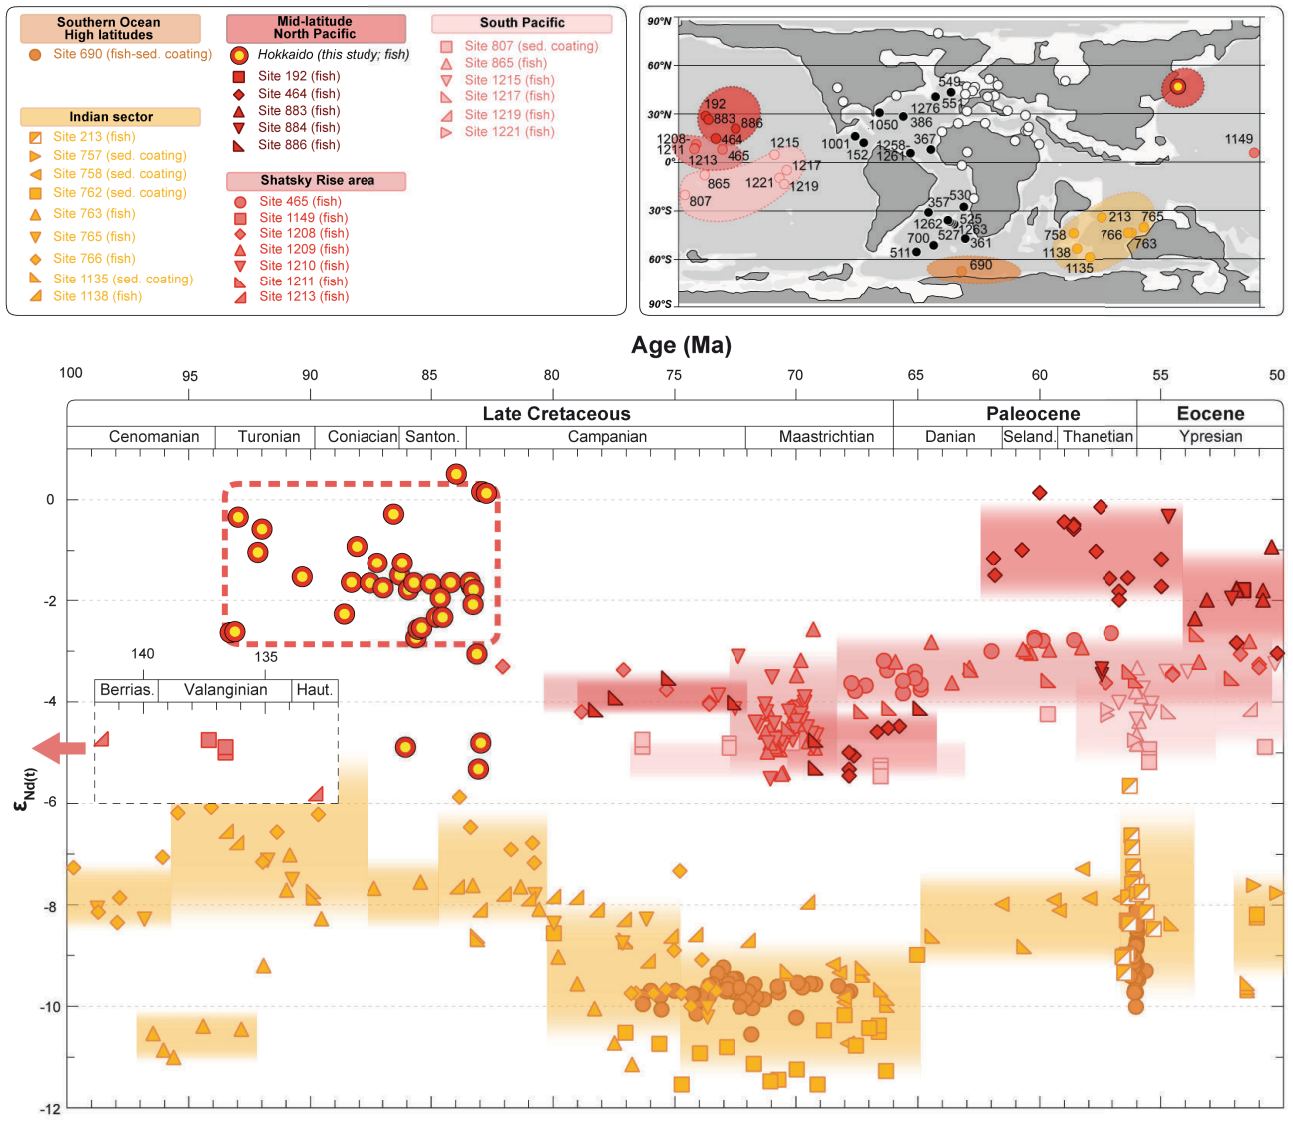 Southern Ocean
High latitudes
Site 690 (fish-sed. coating)
Indian sector
Site 213 (fish)
Site 757 (sed. coating)
Site 758 (sed. coating)
Site 762 (sed. coating)
Site 763 (fish)
Site 765 (fish)
Site 766 (fish)
Site 1135 (sed. coating)
Site 1138 (fish)
Mid-latitude
North Pacific
Hokkaido (this study; fish)
Site 192 (fish)
Site 464 (fish)
Site 883 (fish)
Site 884 (fish)
Site 886 (fish)
Shatsky Rise area
Site 465 (fish)
Site 1149 (fish)
Site 1208 (fish)
Site 1209 (fish)
Site 1210 (fish)
Site 1211 (fish)
Site 1213 (fish)
South Pacific
Site 807 (sed. coating)
Site 865 (fish)
Site 1215 (fish)
Site 1217 (fish)
Site 1219 (fish)
Site 1221 (fish)
90°N
60°N
30°N
0°
30°S
60°S
90°S
192
883
886
1208-
1211
464
465
1213
1215
1217
1221
1219
865
807
549
551
1276
386
1050
1001
152
1258-
1261
367
530
357
1262
525
1263
527
361
700
511
690
213
765
758
766
763
1138
1135
1149
Age (Ma)
100 95 90 85 80 75 70 65 60 55 50
Late Cretaceous Paleocene Eocene
Cenomanian Turonian Coniacian Santon. Campanian Maastrichtian Danian Seland. Thanetian Ypresian
0
-2
-4
-6
-8
-10
-12
εNd(t)
140 135
Berrias. Valanginian Haut.